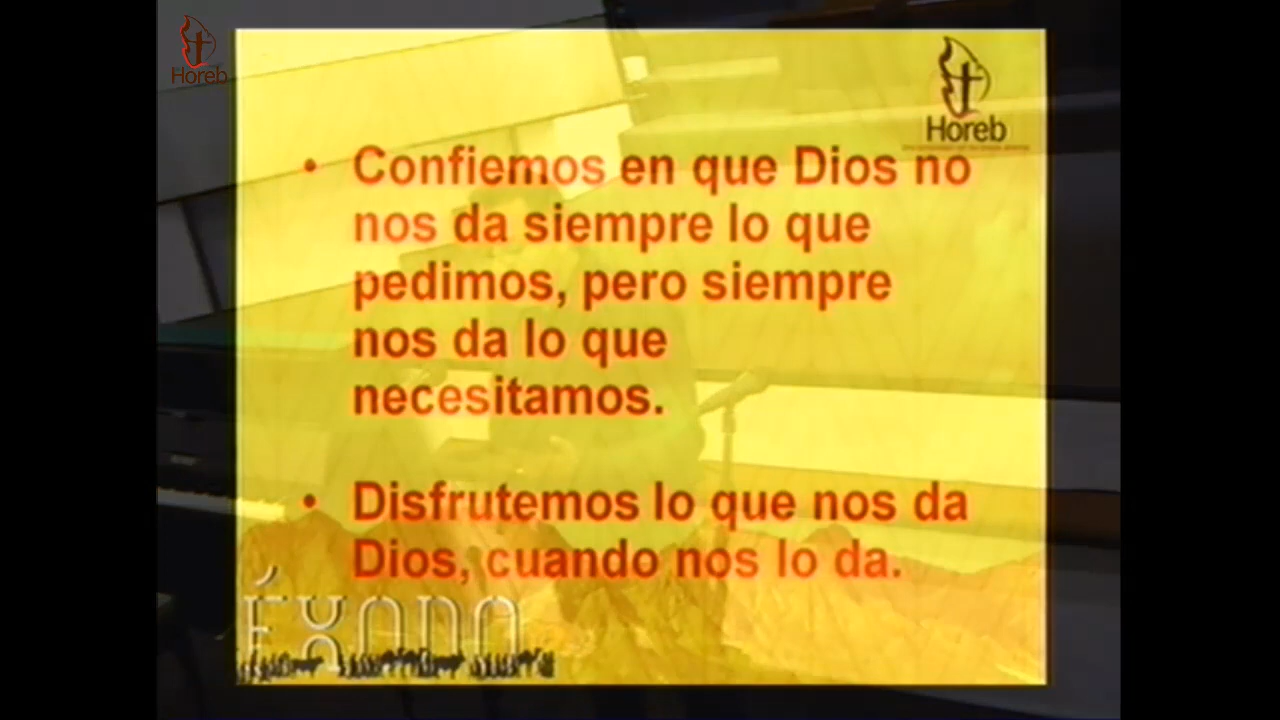 Horeb
Horeb
• Confiemos en que Dios no
nos da siempre lo que
pedimos, pero siempre
nos da lo que
necesitamos.
• Disfrutemos lo que nos da
Dios, cuando nos lo da.
ÉXODO